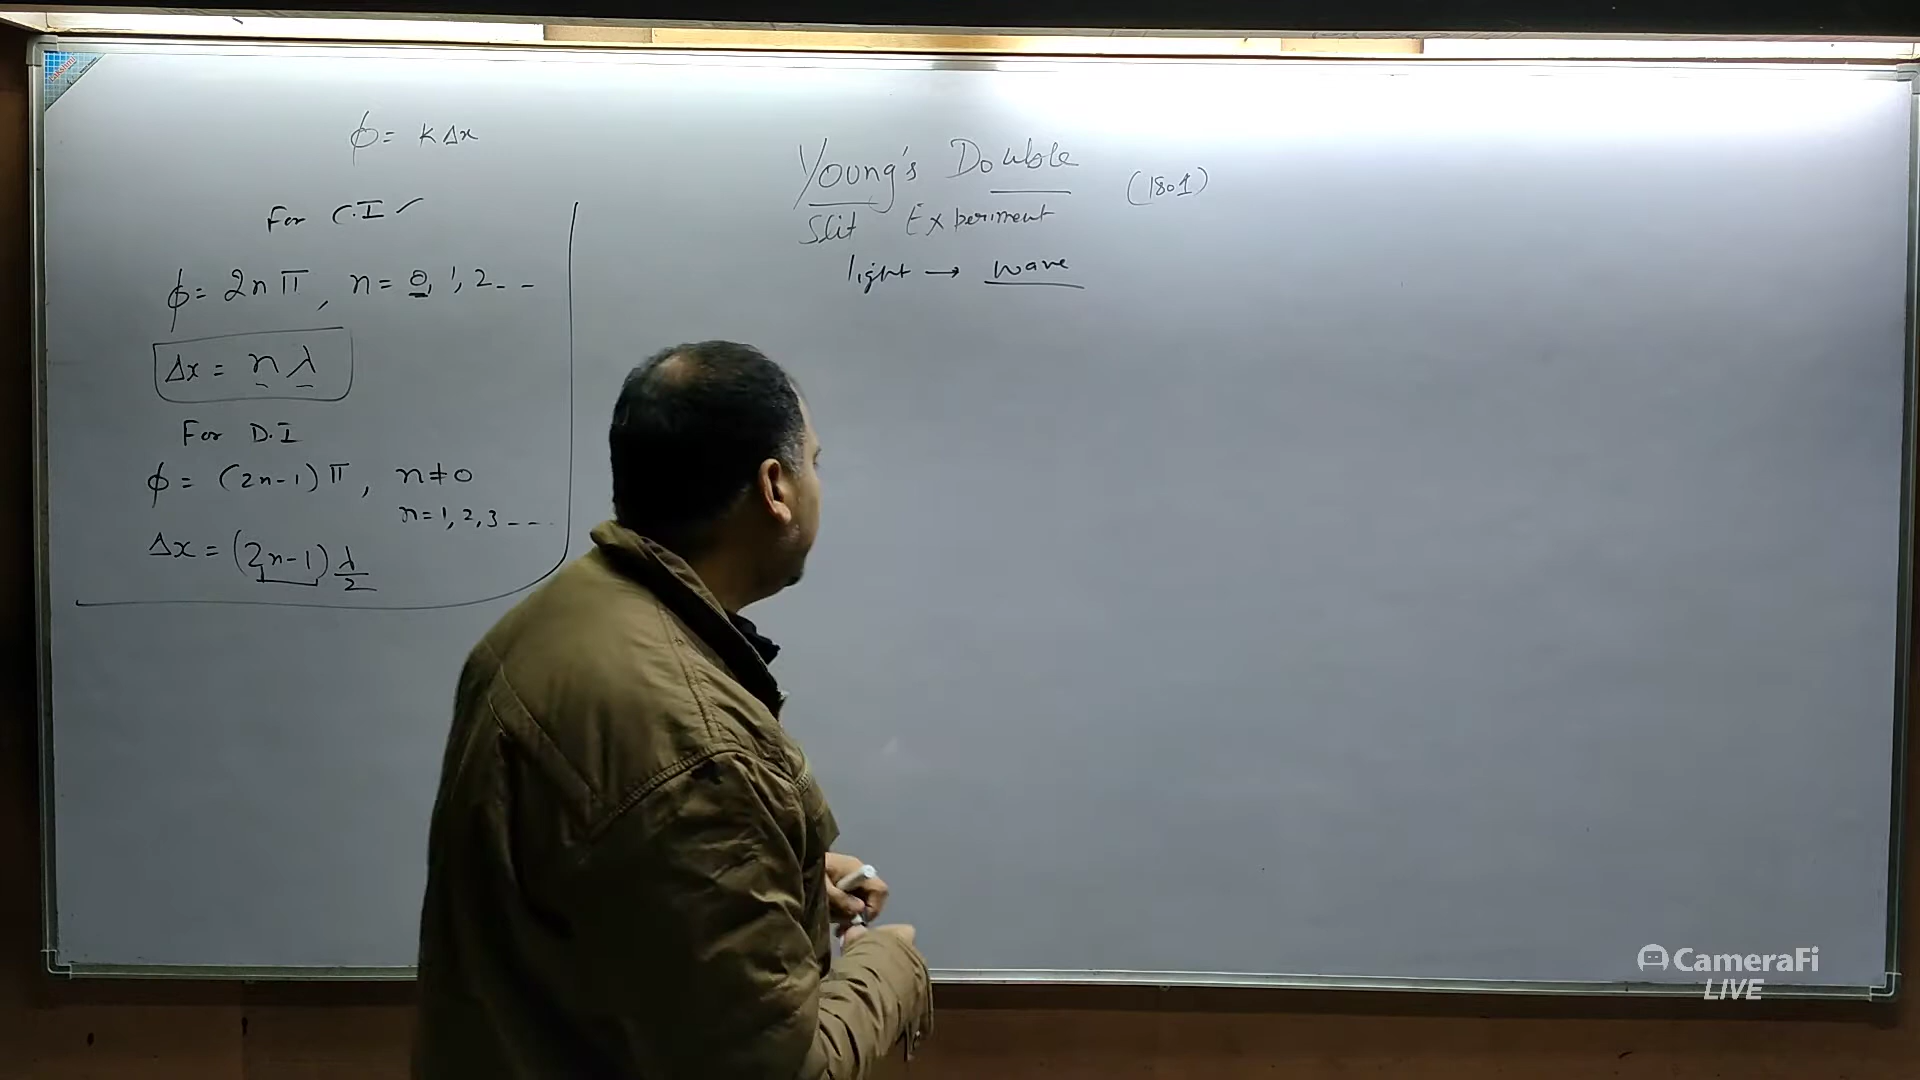 ϕ = KΔx
For C.I ✓
ϕ = 2nπ, n = 0, 1, 2 - -
Δx = nλ
For D.I
ϕ = (2n-1)π, n≠0
n=1, 2, 3 - - -
Δx = (2n-1) λ/2
Young's Double
(1801)
Slit Experiment
light → wave
CameraFi
LIVE